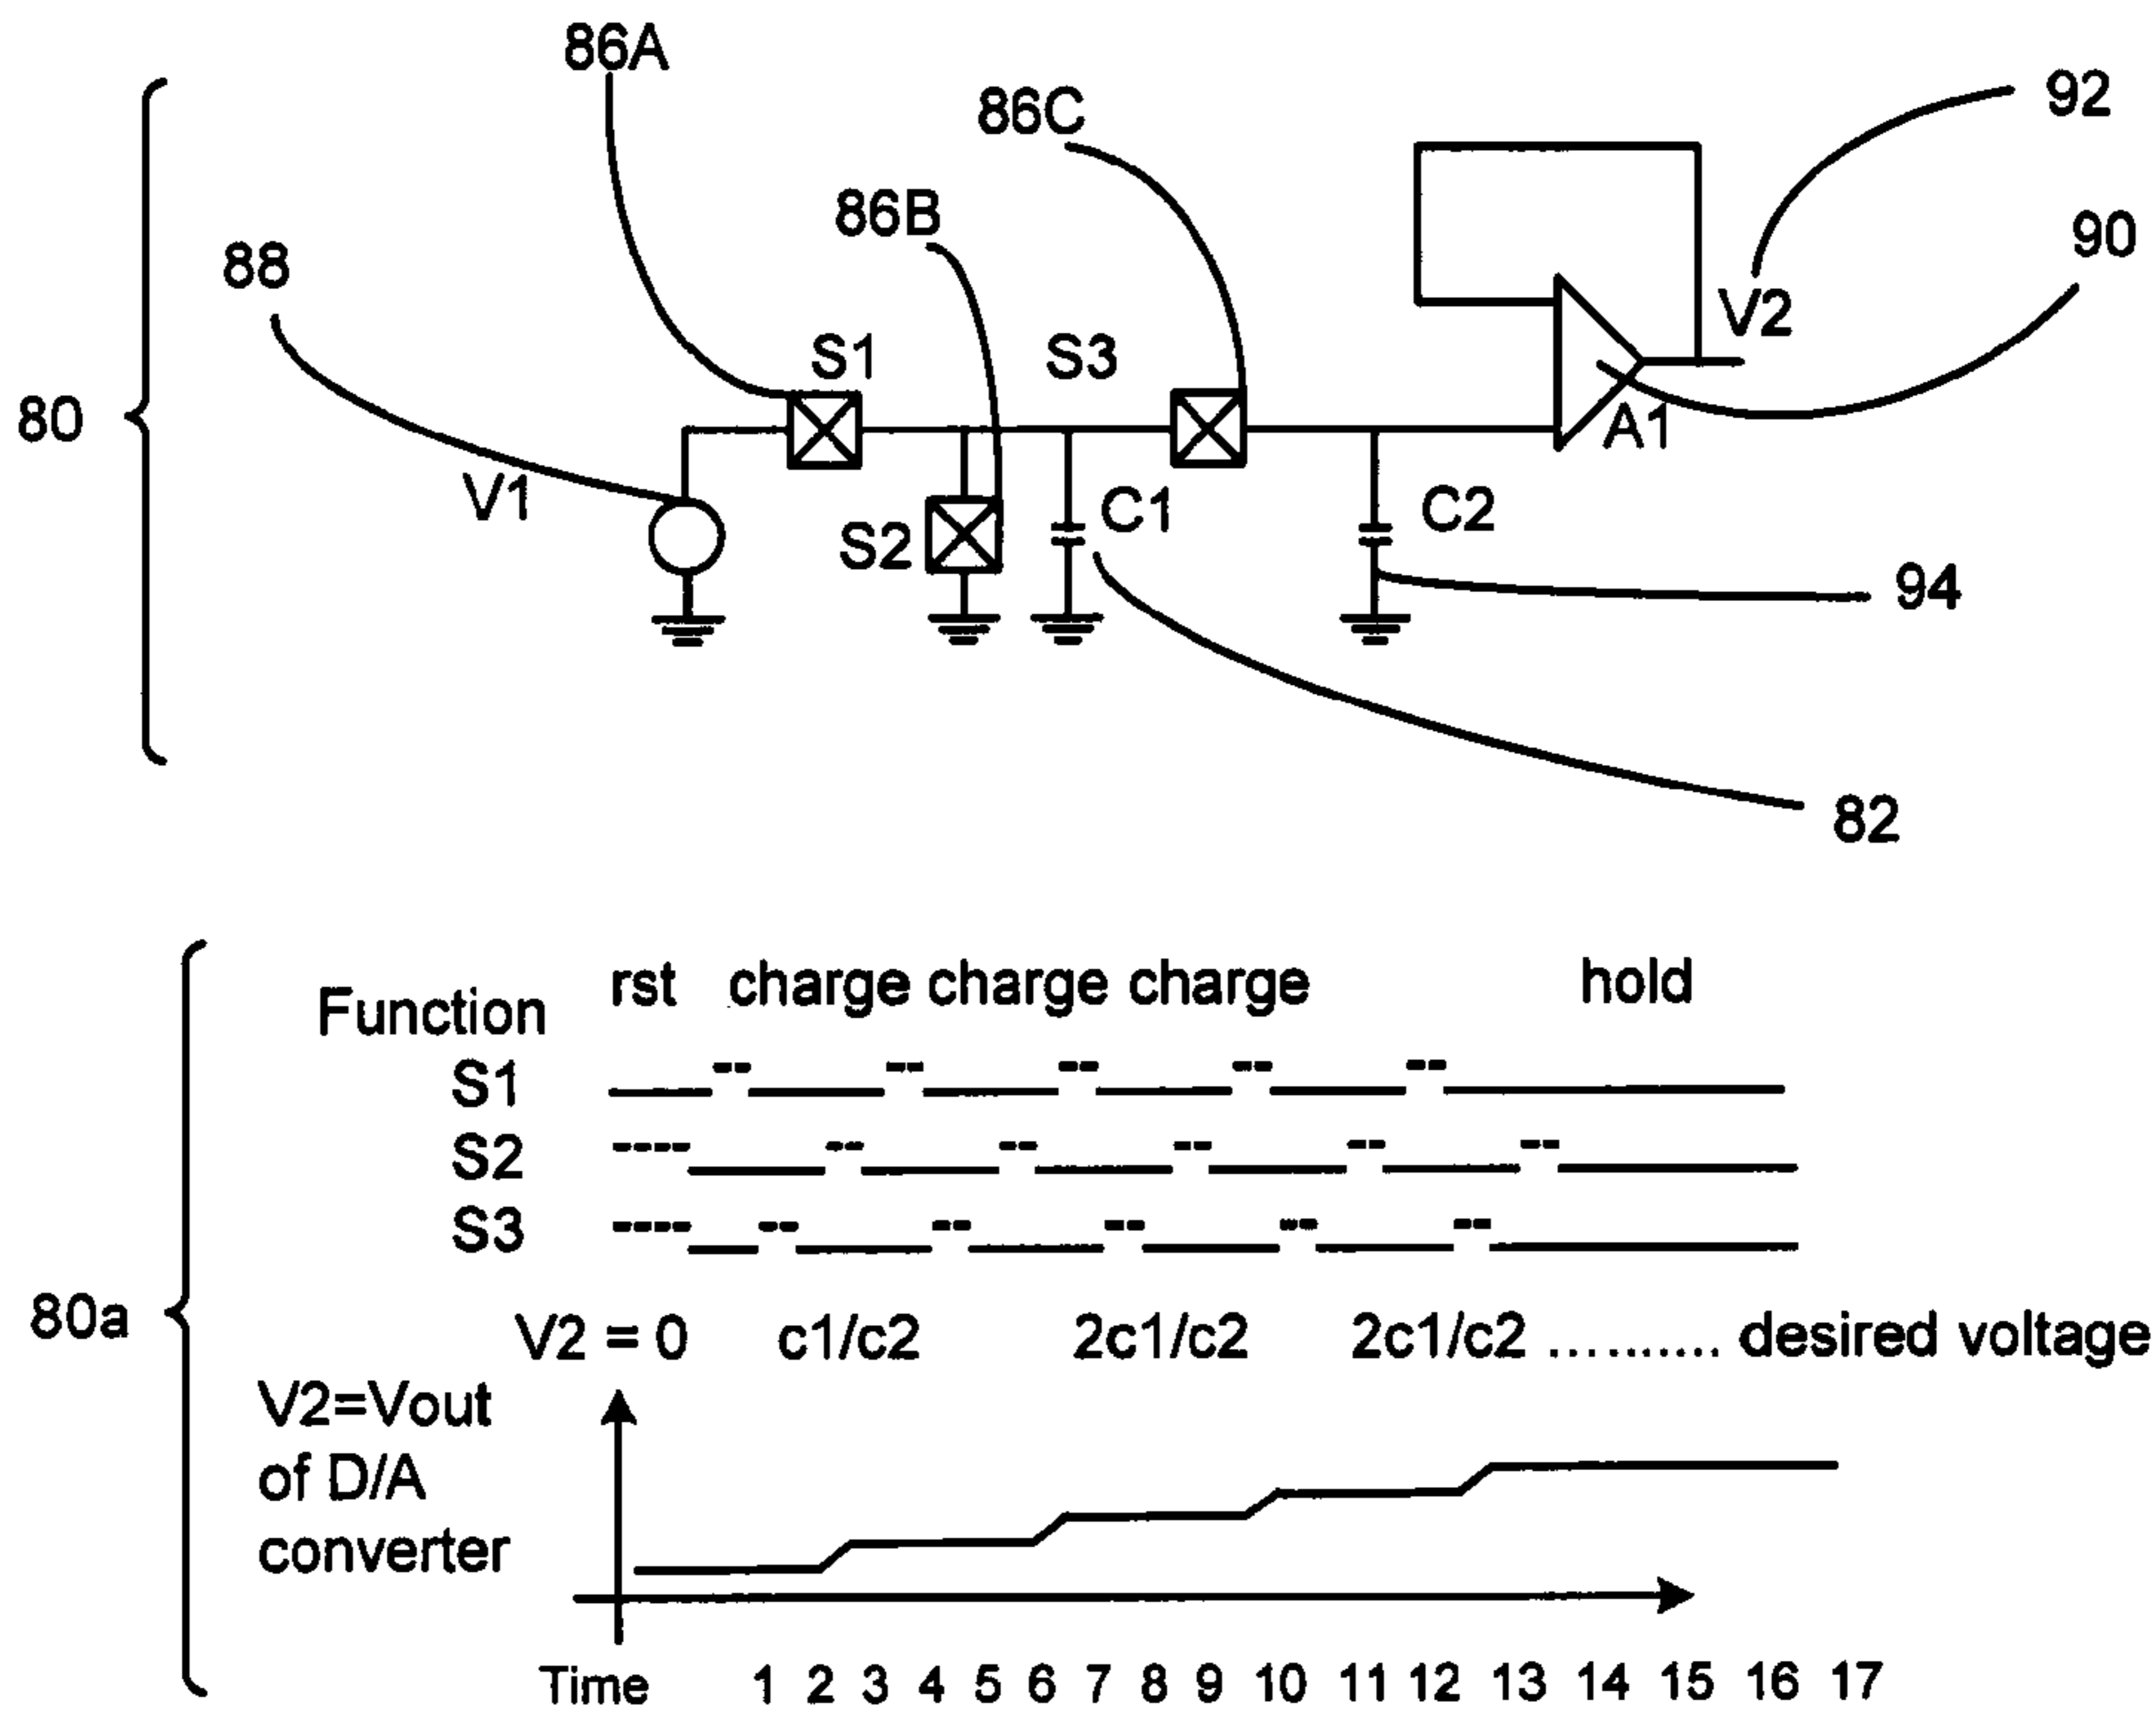 86A
86C
92
86B
90
88
V2
S1
S3
80
A1
V1
C1
C2
S2
94
82
rst charge charge charge hold
Function
S1
S2
S3
80a
V2 = 0 c1/c2 2c1/c2 2c1/c2 .......... desired voltage
V2=Vout
of D/A
converter
Time 1 2 3 4 5 6 7 8 9 10 11 12 13 14 15 16 17